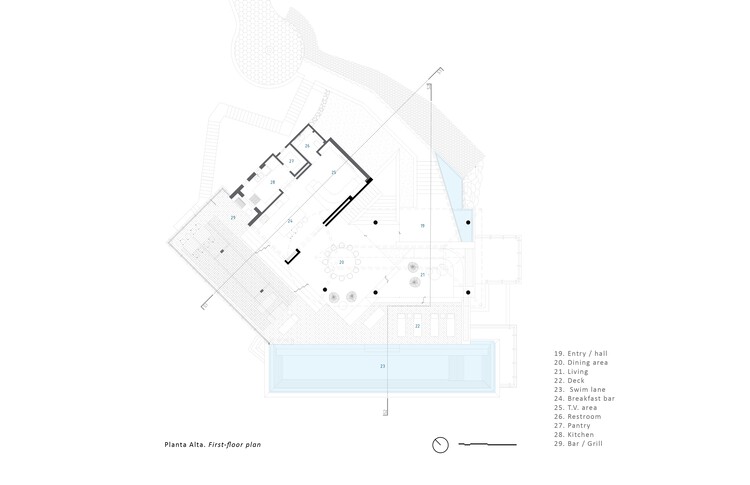 26
27
25
28
29
24
19
20
21
22
23
19. Entry / hall
20. Dining area
21. Living
22. Deck
23. Swim lane
24. Breakfast bar
25. T.V. area
26. Restroom
27. Pantry
28. Kitchen
29. Bar / Grill
Planta Alta. First-floor plan